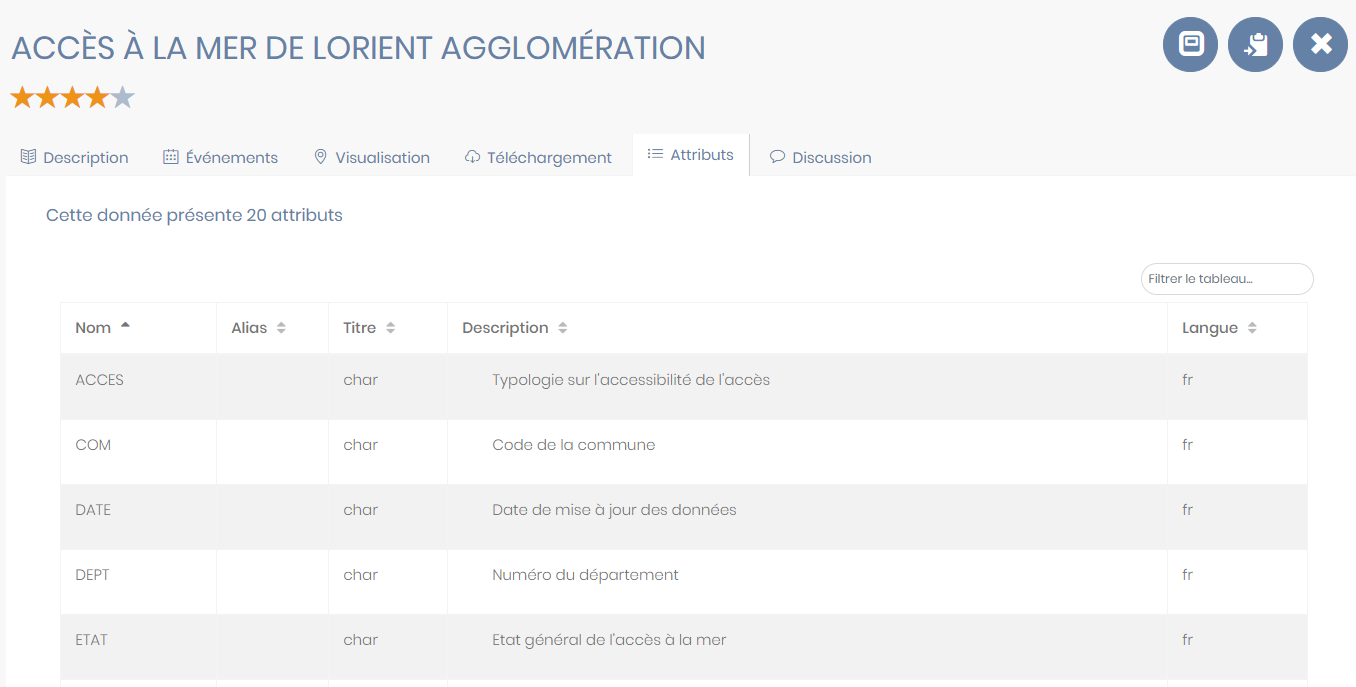 ACCÈS À LA MER DE LORIENT AGGLOMÉRATION
Description Événements Visualisation Téléchargement Attributs Discussion
Cette donnée présente 20 attributs
Filtrer le tableau...
Nom Alias Titre Description Langue
ACCES char Typologie sur l'accessibilité de l'accès fr
COM char Code de la commune fr
DATE char Date de mise à jour des données fr
DEPT char Numéro du département fr
ETAT char Etat général de l'accès à la mer fr